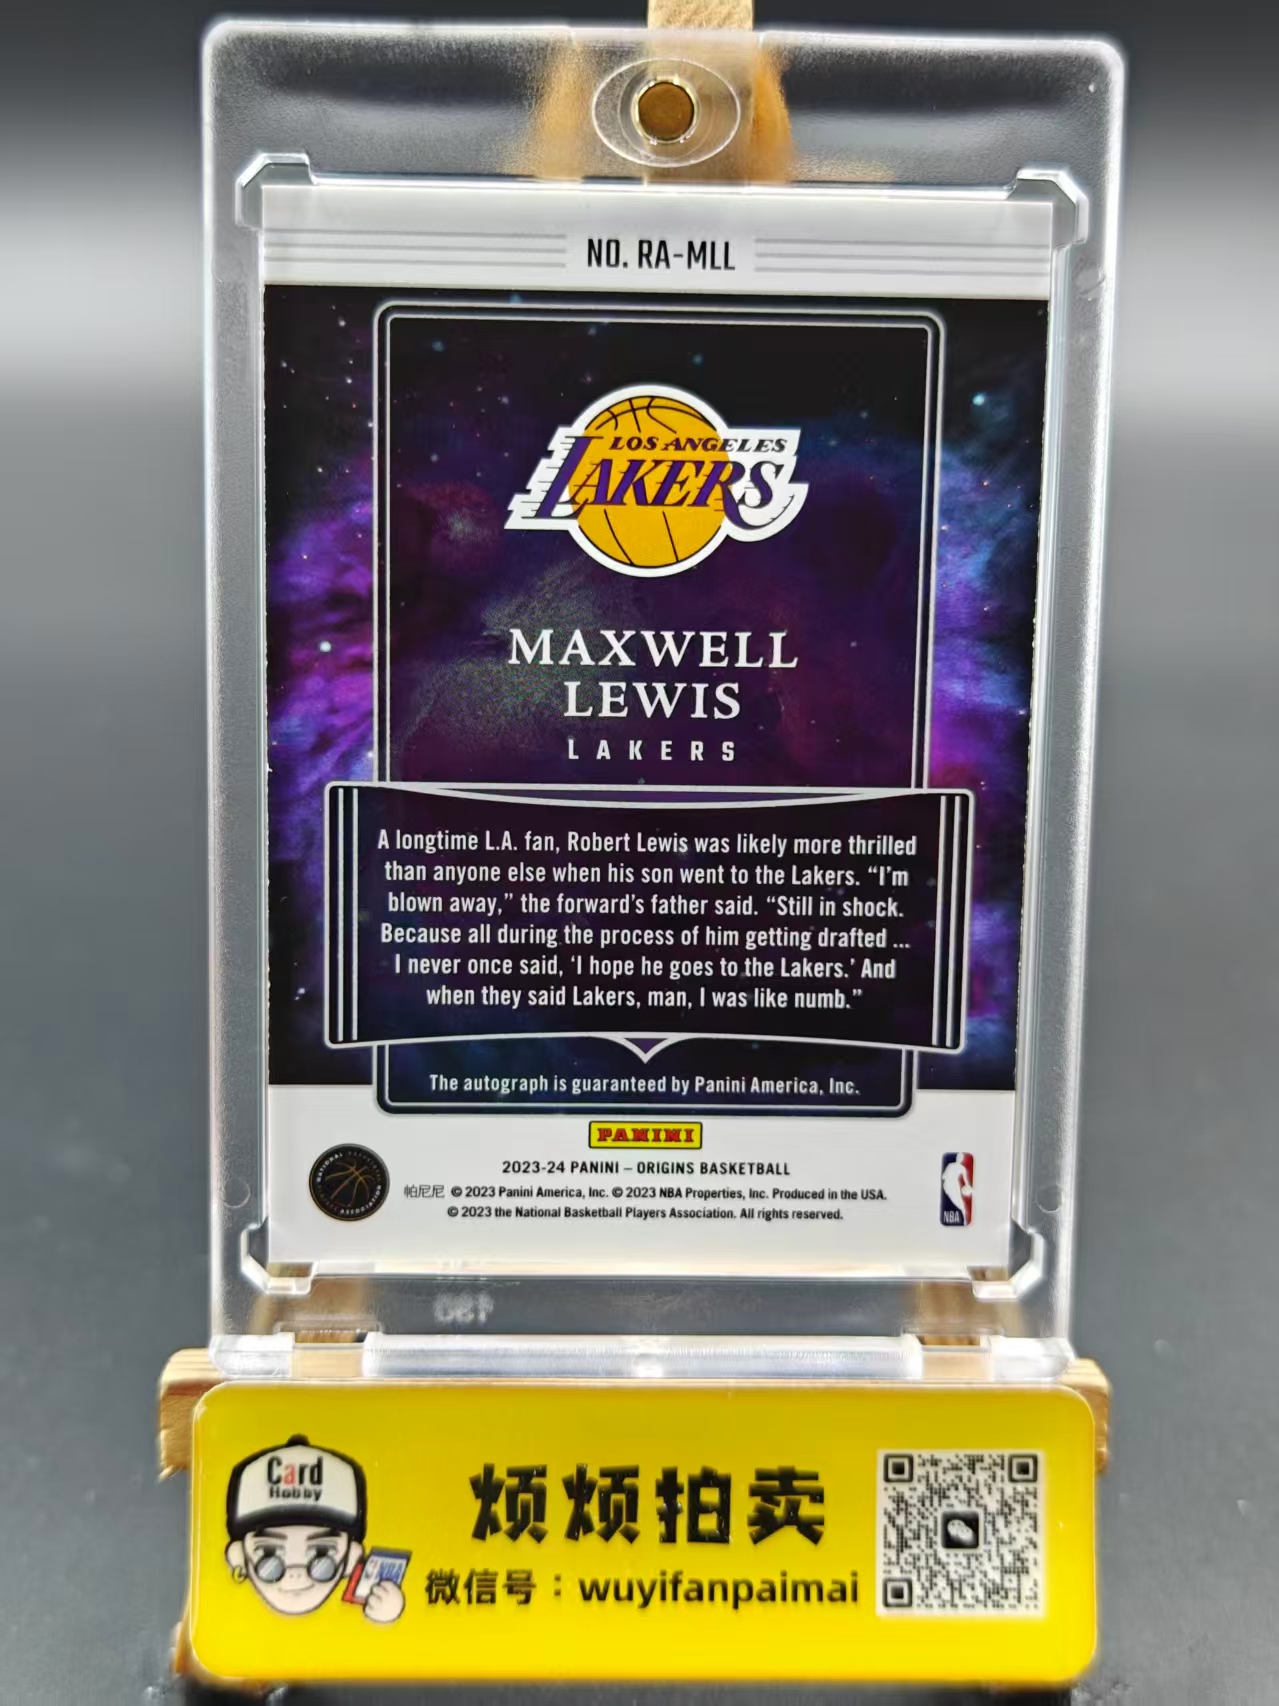 NO. RA-MLL
LOS ANGELES
LAKERS
MAXWELL
LEWIS
LAKERS
A longtime L.A. fan, Robert Lewis was likely more thrilled
than anyone else when his son went to the Lakers. “I’m
blown away,” the forward’s father said. “Still in shock.
Because all during the process of him getting drafted ...
I never once said, ‘I hope he goes to the Lakers.’ And
when they said Lakers, man, I was like numb.”
The autograph is guaranteed by Panini America, Inc.
PANINI
2023-24 PANINI – ORIGINS BASKETBALL
帕尼尼 © 2023 Panini America, Inc. © 2023 NBA Properties, Inc. Produced in the USA.
© 2023 the National Basketball Players Association. All rights reserved.
NBA
Card
Hobby
NBA
烦烦拍卖
微信号：wuyifanpaimai